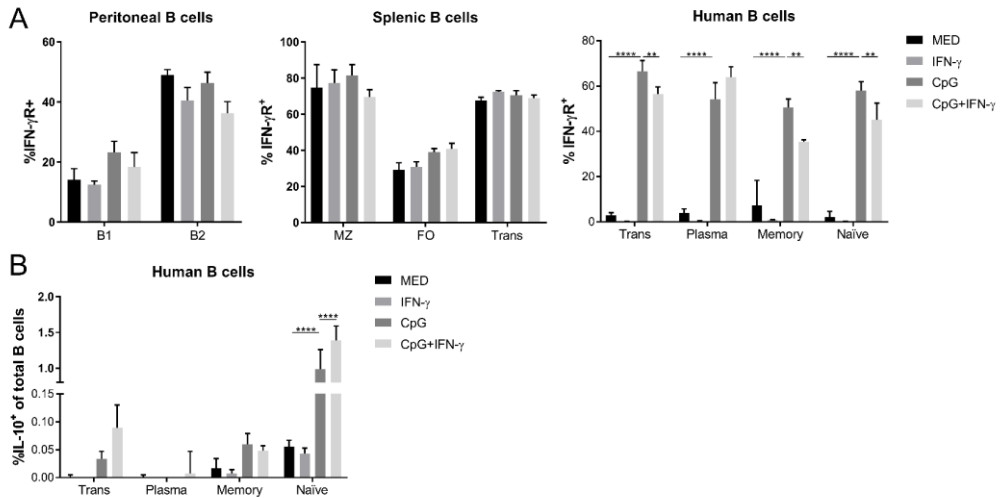 A
Peritoneal B cells
%IFN-γR+
60
40
20
0
B1
B2
Splenic B cells
% IFN-γR+
100
80
60
40
20
0
MZ
FO
Trans
Human B cells
% IFN-γR+
80
60
40
20
0
**** **
****
**** **
**** **
Trans
Plasma
Memory
Naïve
MED
IFN-γ
CpG
CpG+IFN-γ
B
Human B cells
%IL-10+ of total B cells
2.0
1.5
1.0
0.15
0.10
0.05
0.00
****
****
Trans
Plasma
Memory
Naïve
MED
IFN-γ
CpG
CpG+IFN-γ